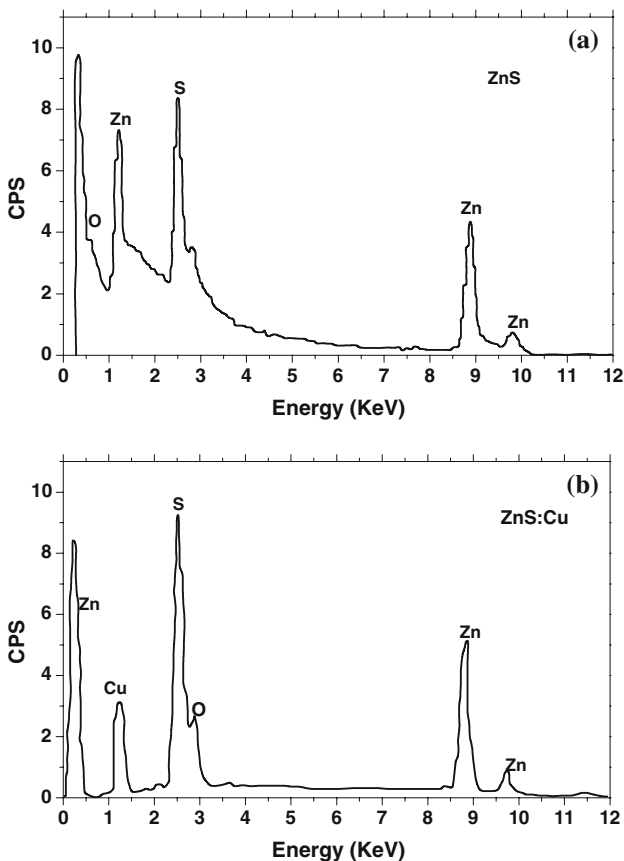 (a)
ZnS
10
8
6
4
2
0
CPS
O
Zn
S
Zn
Zn
0 1 2 3 4 5 6 7 8 9 10 11 12
Energy (KeV)
(b)
ZnS:Cu
10
8
6
4
2
0
CPS
Zn
Cu
S
O
Zn
Zn
0 1 2 3 4 5 6 7 8 9 10 11 12
Energy (KeV)